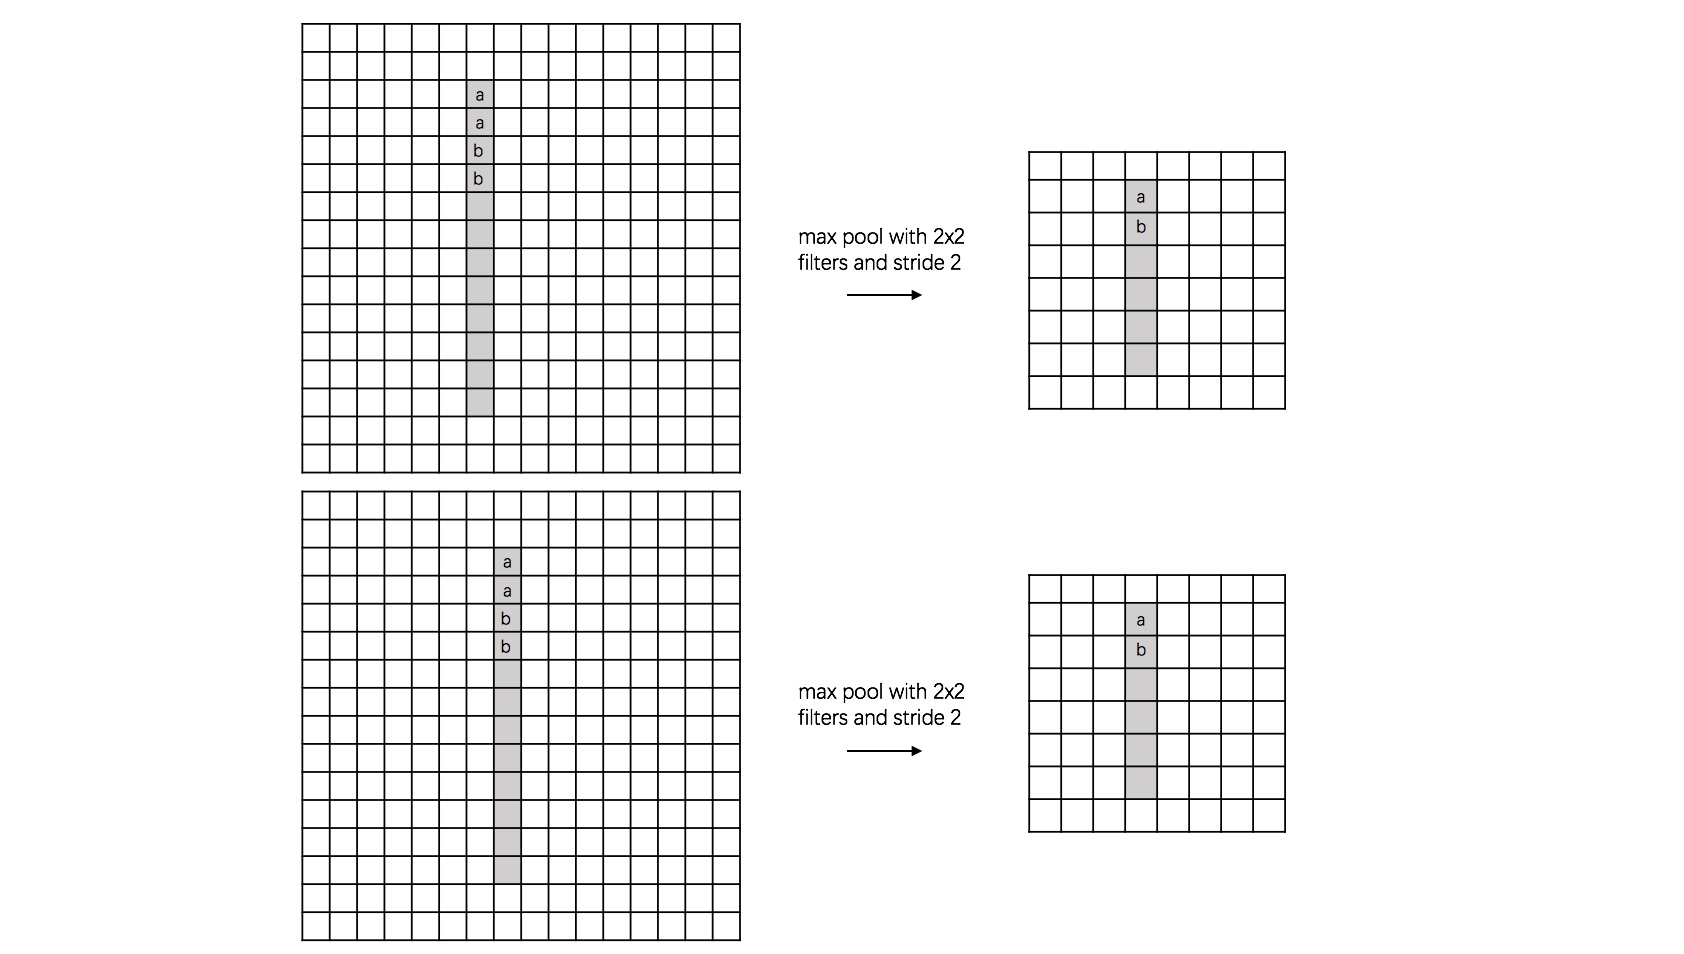 a
a
b
b
max pool with 2x2
filters and stride 2
a
b
a
a
b
b
max pool with 2x2
filters and stride 2
a
b